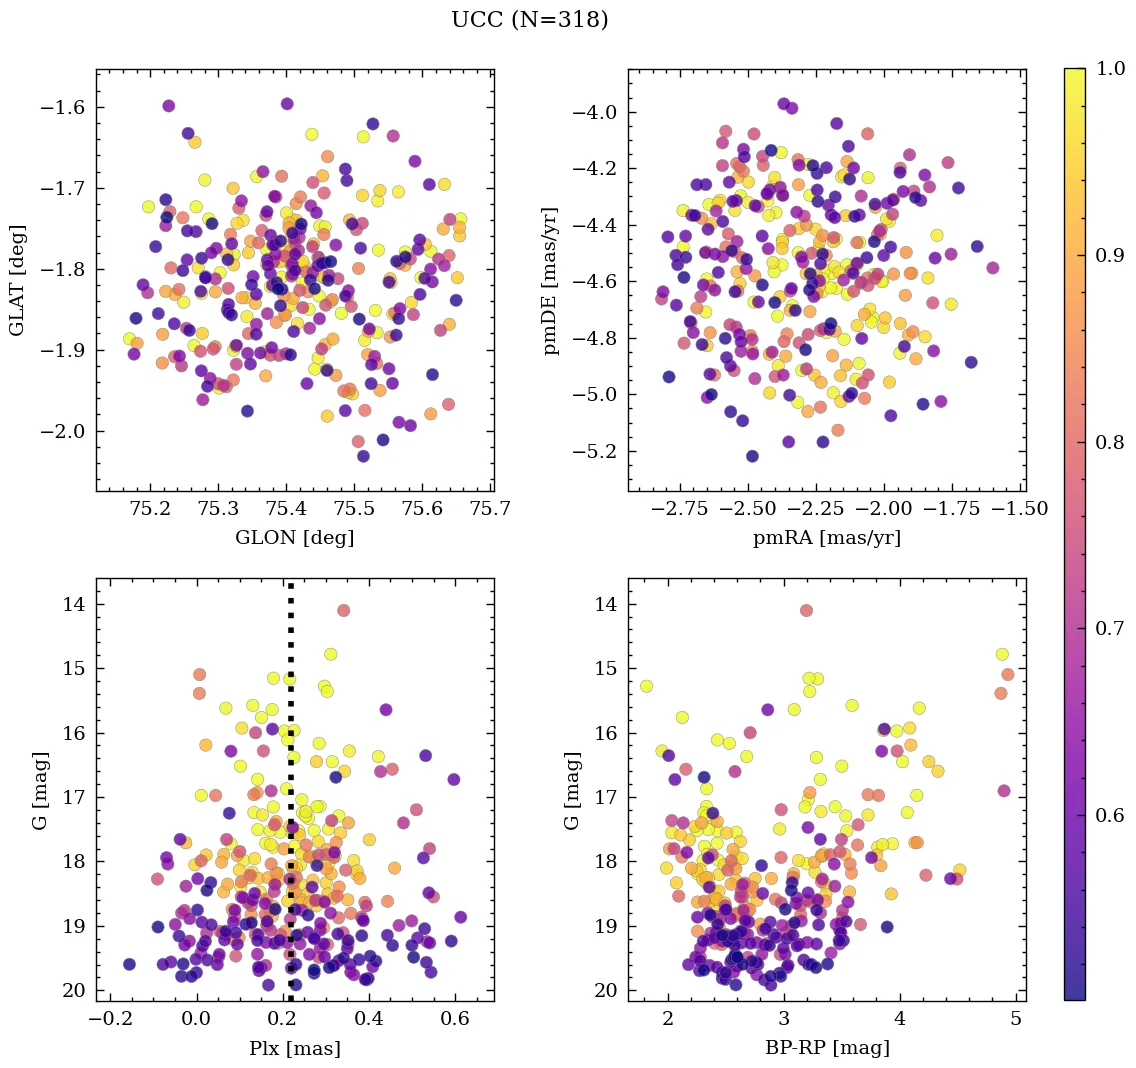 UCC (N=318)
−1.6
−1.7
−1.8
−1.9
−2.0
GLAT [deg]
75.2 75.3 75.4 75.5 75.6 75.7
GLON [deg]
−4.0
−4.2
−4.4
−4.6
−4.8
−5.0
−5.2
pmDE [mas/yr]
−2.75 −2.50 −2.25 −2.00 −1.75 −1.50
pmRA [mas/yr]
14
15
16
17
18
19
20
G [mag]
−0.2 0.0 0.2 0.4 0.6
Plx [mas]
14
15
16
17
18
19
20
G [mag]
2 3 4 5
BP-RP [mag]
1.0
0.9
0.8
0.7
0.6